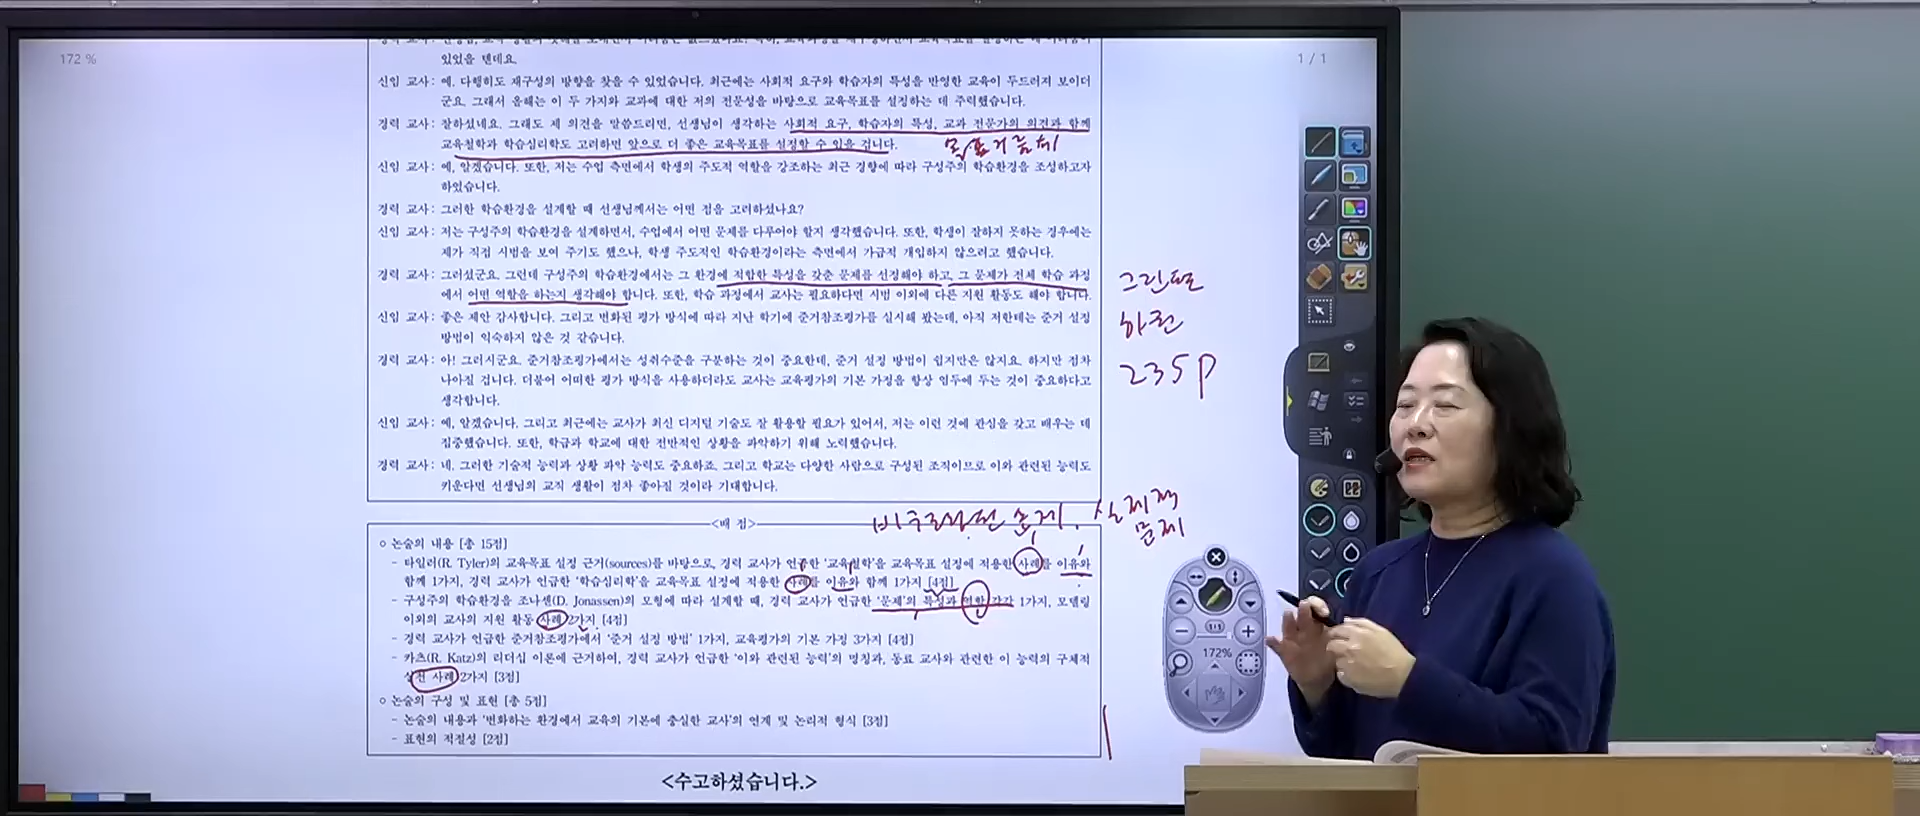 172 %
1 / 1
있었을 텐데요.
신임 교사: 예. 다행히도 재구성의 방향을 찾을 수 있었습니다. 최근에는 사회적 요구와 학습자의 특성을 반영한 교육이 두드러져 보이더
군요. 그래서 올해는 이 두 가지와 교과에 대한 저의 전문성을 바탕으로 교육목표를 설정하는 데 주력했습니다.
경력 교사: 잘하셨네요. 그래도 제 의견을 말씀드리면, 선생님이 생각하는 사회적 요구, 학습자의 특성, 교과 전문가의 의견과 함께
교육철학과 학습심리학도 고려하면 앞으로 더 좋은 교육목표를 설정할 수 있을 겁니다.
신임 교사: 예, 알겠습니다. 또한, 저는 수업 측면에서 학생의 주도적 역할을 강조하는 최근 경향에 따라 구성주의 학습환경을 조성하고자
하였습니다.
경력 교사: 그러한 학습환경을 설계할 때 선생님께서는 어떤 점을 고려하셨나요?
신임 교사: 저는 구성주의 학습환경을 설계하면서, 수업에서 어떤 문제를 다루어야 할지 생각했습니다. 또한, 학생이 잘하지 못하는 경우에는
제가 직접 시범을 보여 주기도 했으나, 학생 주도적인 학습환경이라는 측면에서 가급적 개입하지 않으려고 했습니다.
경력 교사: 그러셨군요. 그런데 구성주의 학습환경에서는 그 환경에 적합한 특성을 갖춘 문제를 선정해야 하고, 그 문제가 전체 학습 과정
에서 어떤 역할을 하는지 생각해야 합니다. 또한, 학습 과정에서 교사는 필요하다면 시범 이외에 다른 지원 활동도 해야 합니다.
그린달
하권
235p
신임 교사: 좋은 제안 감사합니다. 그리고 변화된 평가 방식에 따라 지난 학기에 준거참조평가를 실시해 봤는데, 아직 저한테는 준거 설정
방법이 익숙하지 않은 것 같습니다.
경력 교사: 아! 그러시군요. 준거참조평가에서는 성취수준을 구분하는 것이 중요한데, 준거 설정 방법이 쉽지만은 않지요. 하지만 점차
나아질 겁니다. 더불어 어떠한 평가 방식을 사용하더라도 교사는 교육평가의 기본 가정을 항상 염두에 두는 것이 중요하다고
생각합니다.
신임 교사: 예, 알겠습니다. 그리고 최근에는 교사가 최신 디지털 기술도 잘 활용할 필요가 있어서, 저는 이런 것에 관심을 갖고 배우는 데
집중했습니다. 또한, 학급과 학교에 대한 전반적인 상황을 파악하기 위해 노력했습니다.
경력 교사: 네. 그러한 기술적 능력과 상황 파악 능력도 중요하죠. 그리고 학교는 다양한 사람으로 구성된 조직이므로 이와 관련된 능력도
키운다면 선생님의 교직 생활이 점차 좋아질 것이라 기대합니다.
비구조화된 문제, 실제적
문제
<배 점>
○ 논술의 내용 [총 15점]
- 타일러(R. Tyler)의 교육목표 설정 근거(sources)를 바탕으로, 경력 교사가 언급한 '교육철학'을 교육목표 설정에 적용한 사례를 이유와
함께 1가지, 경력 교사가 언급한 '학습심리학'을 교육목표 설정에 적용한 사례를 이유와 함께 1가지 [4점]
- 구성주의 학습환경을 조나센(D. Jonassen)의 모형에 따라 설계할 때, 경력 교사가 언급한 '문제'의 특성과 역할 각각 1가지, 모델링
이외의 교사의 지원 활동 사례 2가지 [4점]
- 경력 교사가 언급한 준거참조평가에서 '준거 설정 방법' 1가지, 교육평가의 기본 가정 3가지 [4점]
- 카츠(R. Katz)의 리더십 이론에 근거하여, 경력 교사가 언급한 '이와 관련된 능력'의 명칭과, 동료 교사와 관련한 이 능력의 구체적
실천 사례 2가지 [3점]
○ 논술의 구성 및 표현 [총 5점]
- 논술의 내용과 '변화하는 환경에서 교육의 기본에 충실한 교사'의 연계 및 논리적 형식 [3점]
- 표현의 적절성 [2점]
<수고하셨습니다.>
1:1
172%